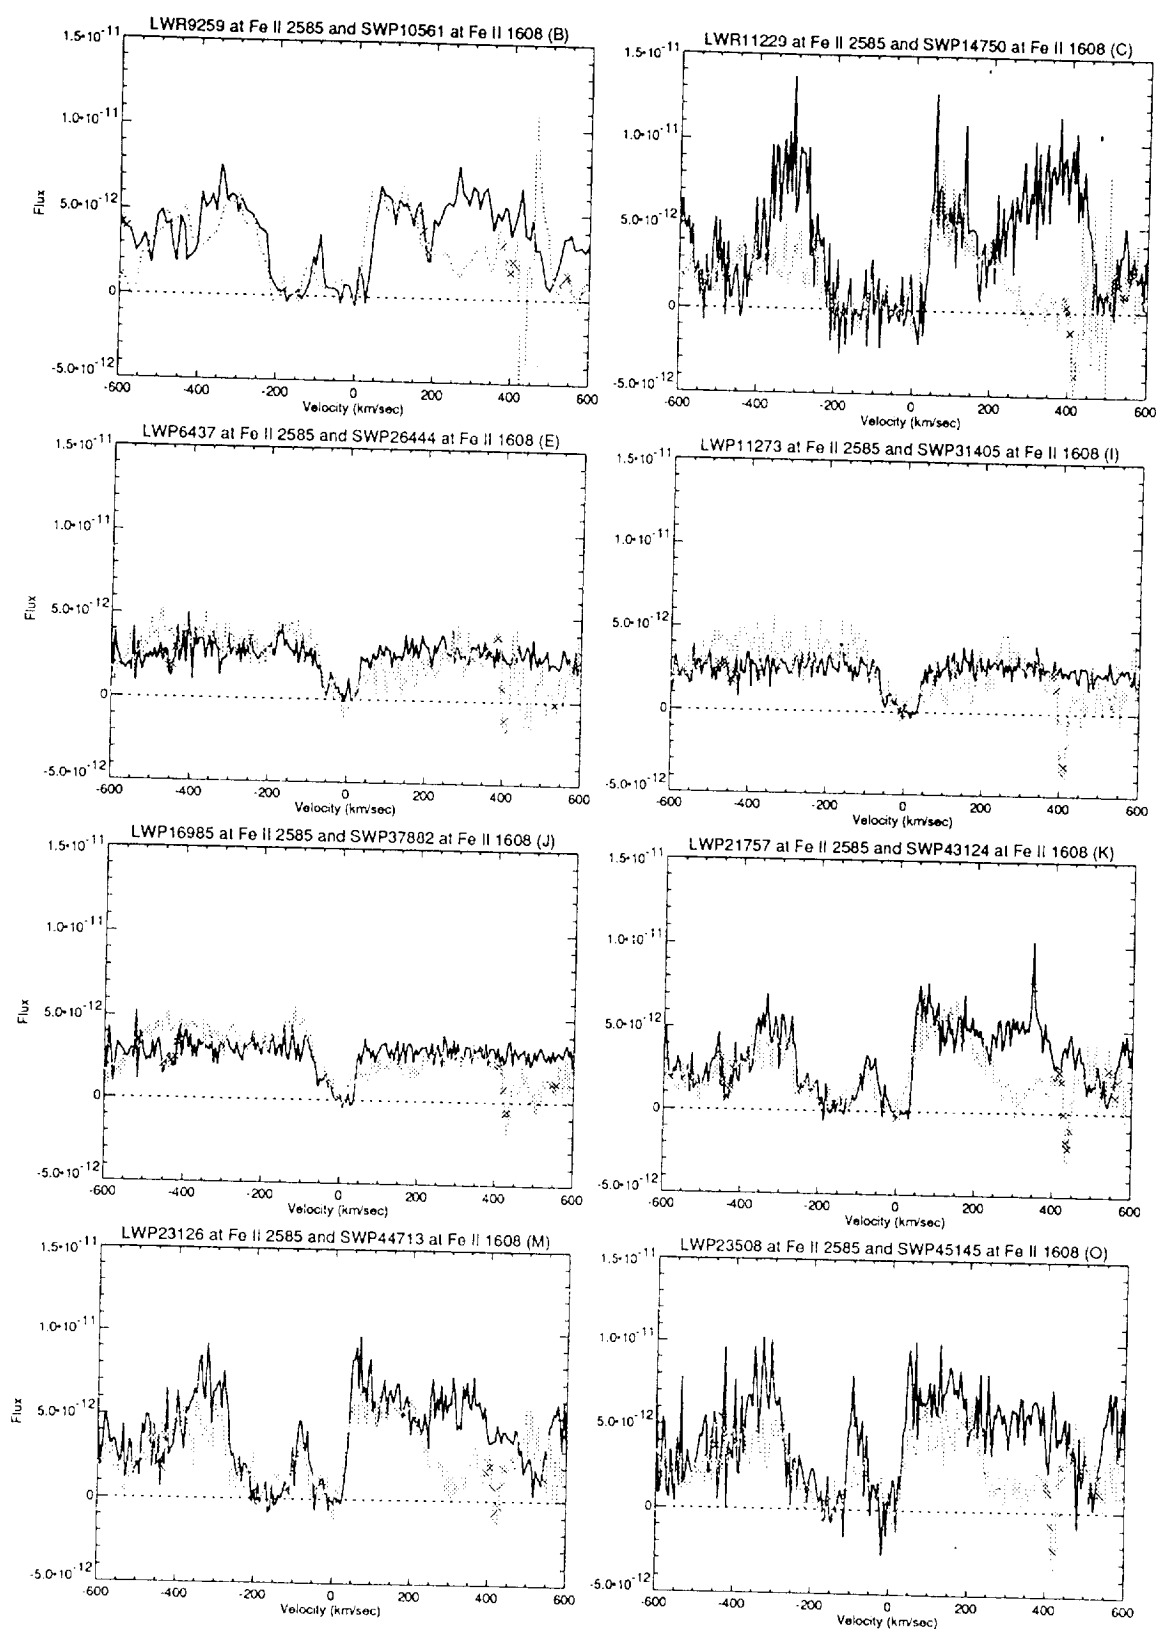 LWR9259 at Fe II 2585 and SWP10561 at Fe II 1608 (B)
1.5•10-11
1.0•10-11
5.0•10-12
0
-5.0•10-12
Flux
-600 -400 -200 0 200 400 600
Velocity (km/sec)
LWR11229 at Fe II 2585 and SWP14750 at Fe II 1608 (C)
1.5•10-11
1.0•10-11
5.0•10-12
0
-5.0•10-12
-600 -400 -200 0 200 400 600
Velocity (km/sec)
LWP6437 at Fe II 2585 and SWP26444 at Fe II 1608 (E)
1.5•10-11
1.0•10-11
5.0•10-12
0
-5.0•10-12
Flux
-600 -400 -200 0 200 400 600
Velocity (km/sec)
LWP11273 at Fe II 2585 and SWP31405 at Fe II 1608 (I)
1.5•10-11
1.0•10-11
5.0•10-12
0
-5.0•10-12
-600 -400 -200 0 200 400 600
Velocity (km/sec)
LWP16985 at Fe II 2585 and SWP37882 at Fe II 1608 (J)
1.5•10-11
1.0•10-11
5.0•10-12
0
-5.0•10-12
Flux
-600 -400 -200 0 200 400 600
Velocity (km/sec)
LWP21757 at Fe II 2585 and SWP43124 at Fe II 1608 (K)
1.5•10-11
1.0•10-11
5.0•10-12
0
-5.0•10-12
-600 -400 -200 0 200 400 600
Velocity (km/sec)
LWP23126 at Fe II 2585 and SWP44713 at Fe II 1608 (M)
1.5•10-11
1.0•10-11
5.0•10-12
0
-5.0•10-12
Flux
-600 -400 -200 0 200 400 600
Velocity (km/sec)
LWP23508 at Fe II 2585 and SWP45145 at Fe II 1608 (O)
1.5•10-11
1.0•10-11
5.0•10-12
0
-5.0•10-12
-600 -400 -200 0 200 400 600
Velocity (km/sec)